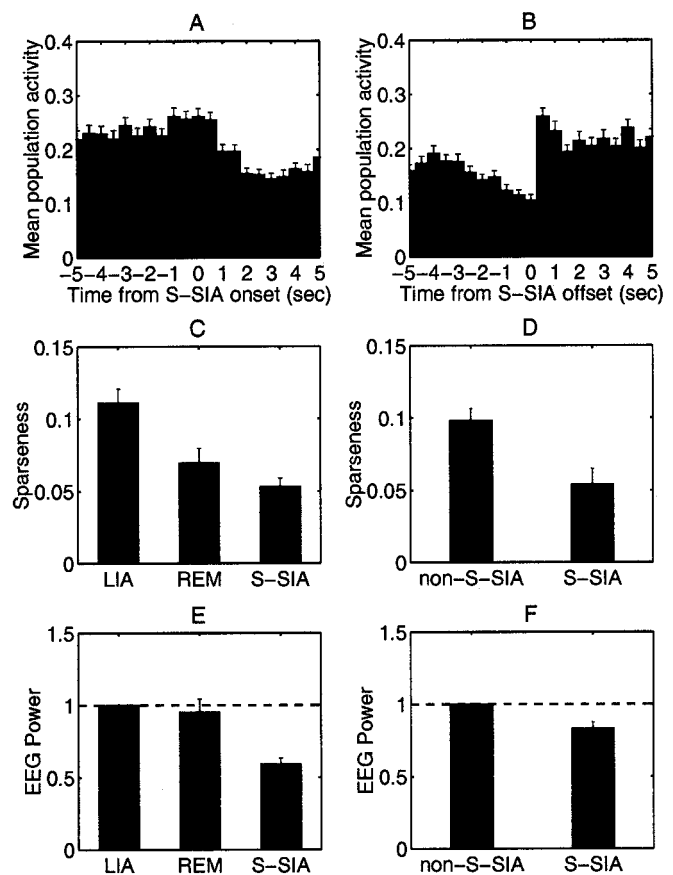 A
0.4
0.3
0.2
0.1
0
Mean population activity
−5−4−3−2−1 0 1 2 3 4 5
Time from S−SIA onset (sec)
B
0.4
0.3
0.2
0.1
0
Mean population activity
−5−4−3−2−1 0 1 2 3 4 5
Time from S−SIA offset (sec)
C
0.15
0.1
0.05
0
Sparseness
LIA REM S−SIA
D
0.15
0.1
0.05
0
Sparseness
non−S−SIA S−SIA
E
1.5
1
0.5
0
EEG Power
LIA REM S−SIA
F
1.5
1
0.5
0
EEG Power
non−S−SIA S−SIA